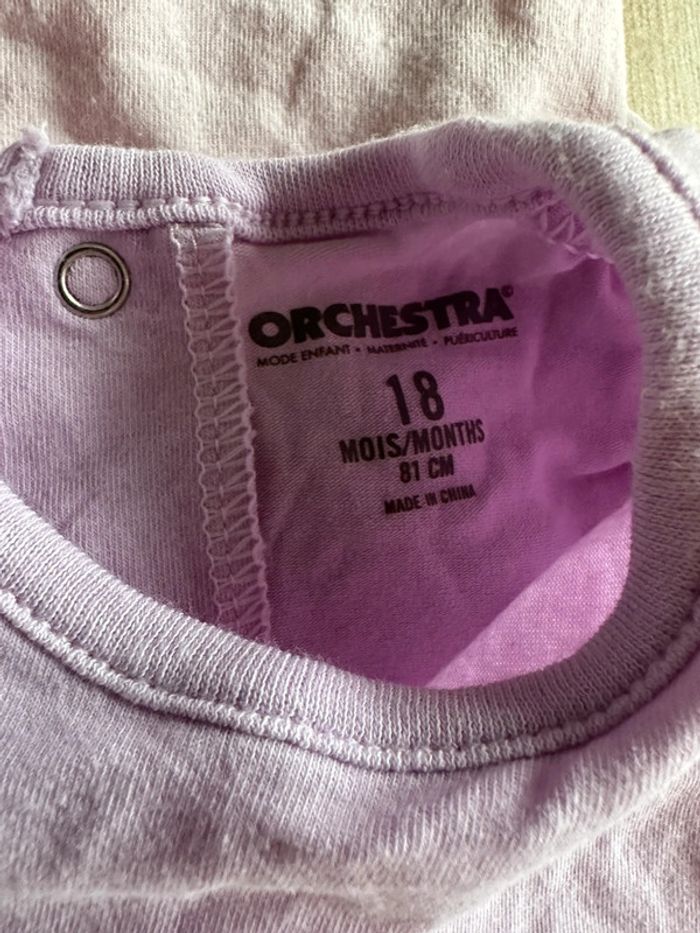 ORCHESTRA©
MODE ENFANT • MATERNITÉ • PUÉRICULTURE
18
MOIS/MONTHS
81 CM
MADE IN CHINA